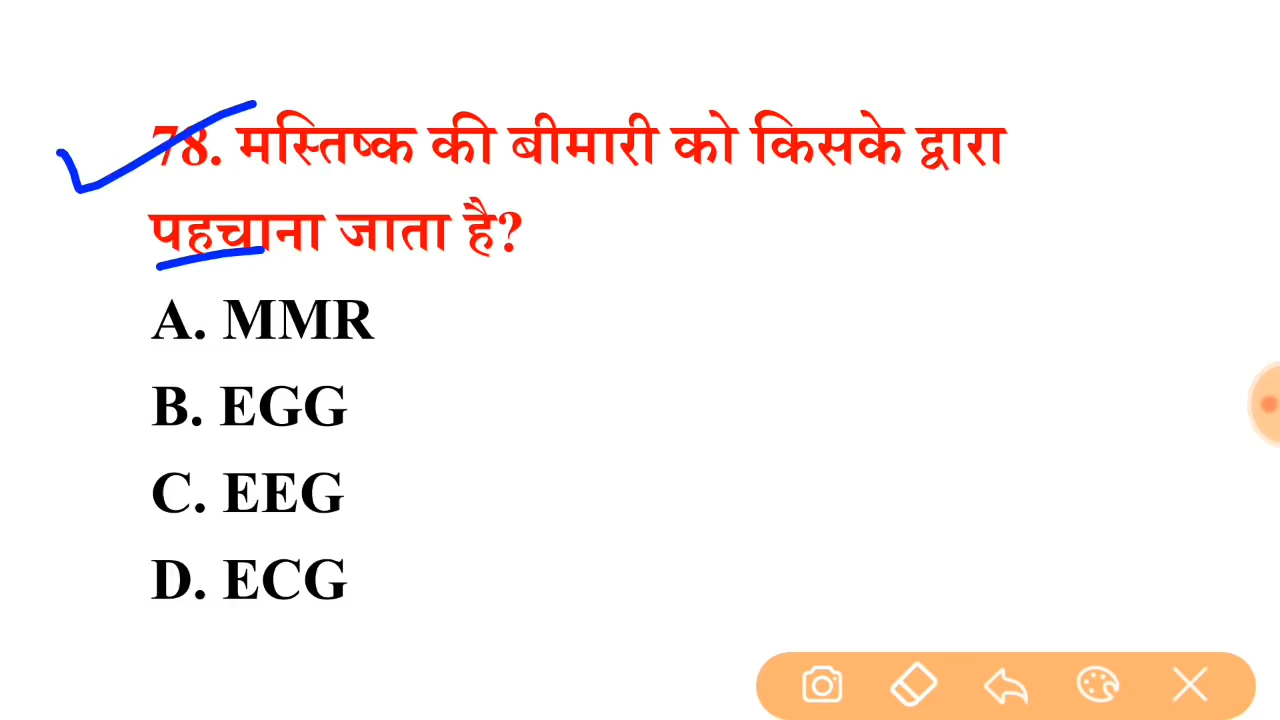 78. मस्तिष्क की बीमारी को किसके द्वारा
पहचाना जाता है?
A. MMR
B. EGG
C. EEG
D. ECG